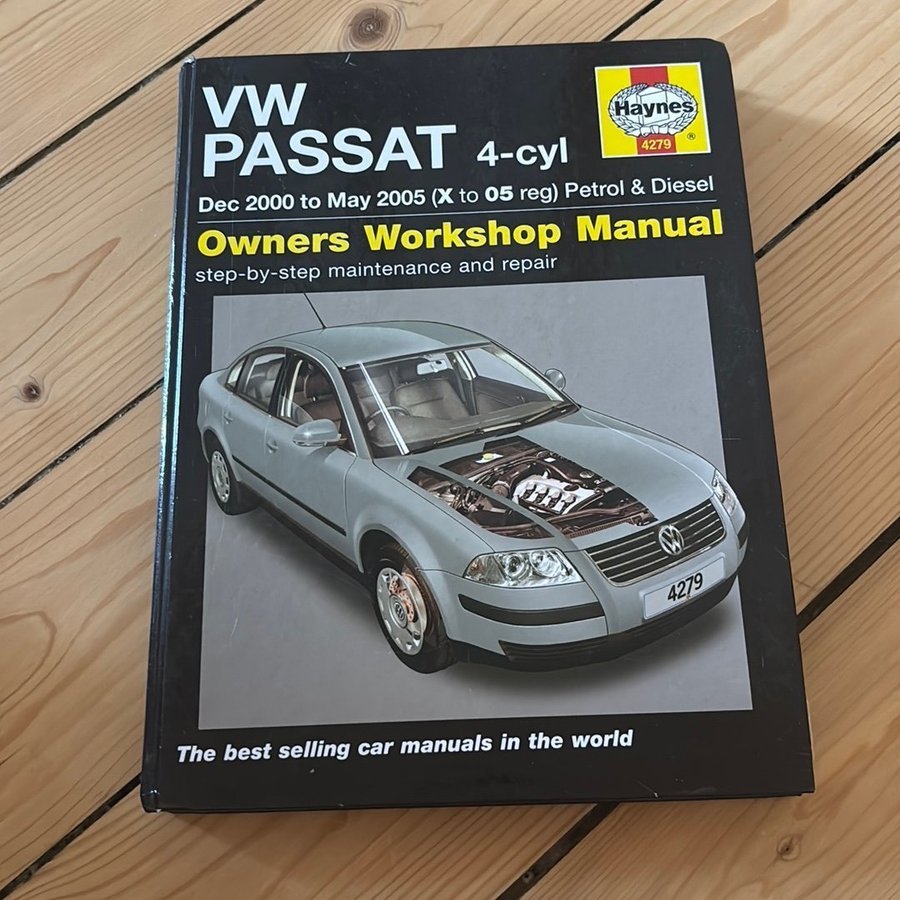 VW
PASSAT 4-cyl
Haynes
®
4279
Dec 2000 to May 2005 (X to 05 reg) Petrol & Diesel
Owners Workshop Manual
step-by-step maintenance and repair
4279
The best selling car manuals in the world